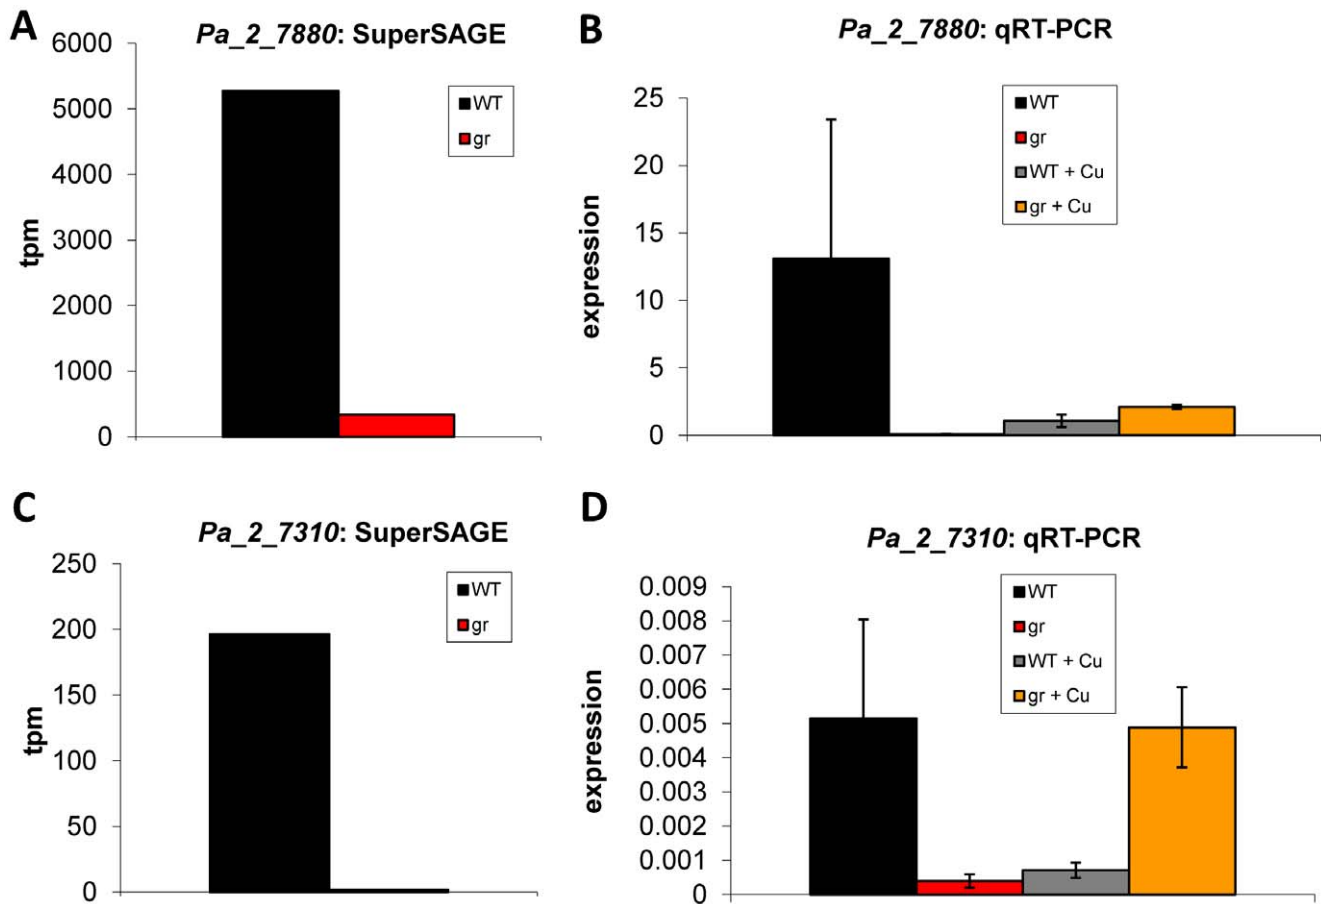 A
Pa_2_7880: SuperSAGE
6000
5000
4000
3000
2000
1000
0
tpm
WT
gr
B
Pa_2_7880: qRT-PCR
25
20
15
10
5
0
expression
WT
gr
WT + Cu
gr + Cu
C
Pa_2_7310: SuperSAGE
250
200
150
100
50
0
tpm
WT
gr
D
Pa_2_7310: qRT-PCR
0.009
0.008
0.007
0.006
0.005
0.004
0.003
0.002
0.001
0
expression
WT
gr
WT + Cu
gr + Cu